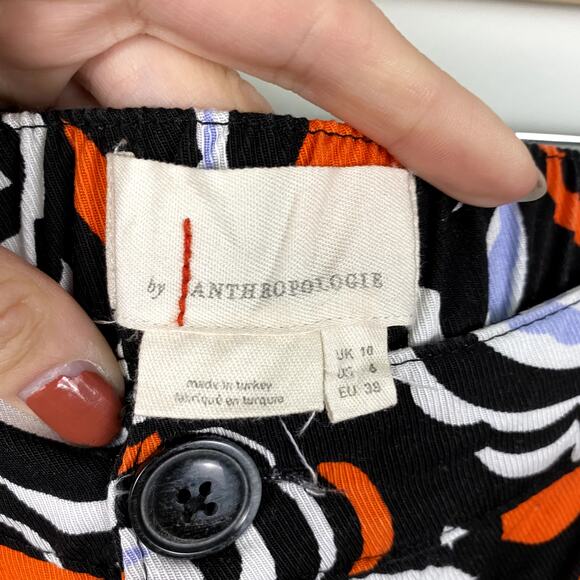 by ANTHROPOLOGIE
made in turkey
fabriqué en turquie
UK 10
US 6
EU 38